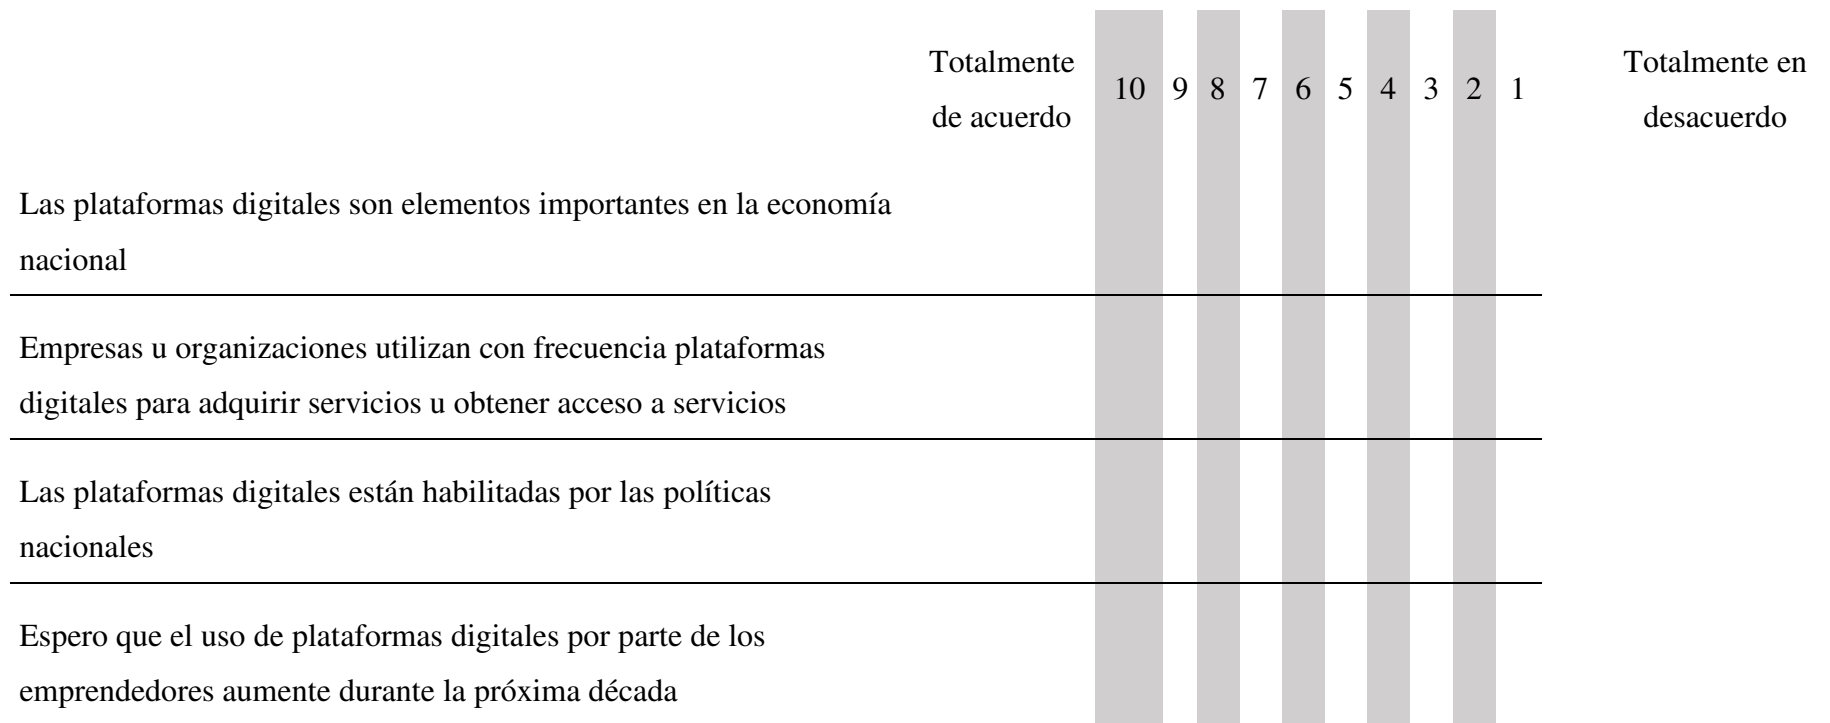 Totalmente
de acuerdo
10 9 8 7 6 5 4 3 2 1
Totalmente en
desacuerdo
Las plataformas digitales son elementos importantes en la economía
nacional
Empresas u organizaciones utilizan con frecuencia plataformas
digitales para adquirir servicios u obtener acceso a servicios
Las plataformas digitales están habilitadas por las políticas
nacionales
Espero que el uso de plataformas digitales por parte de los
emprendedores aumente durante la próxima década